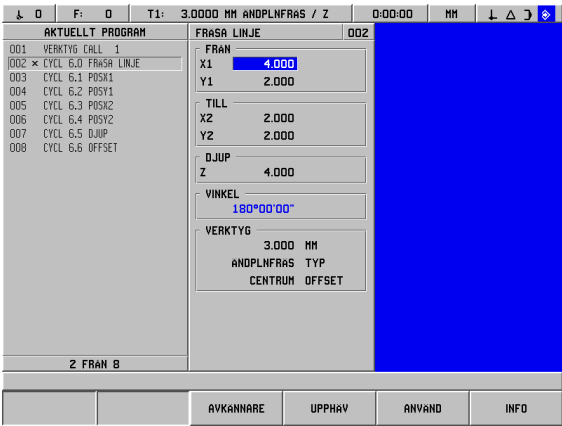 0 F: 0 T1: 3.0000 MM ANDPLNFRAS / Z 0:00:00 MM
AKTUELLT PROGRAM
001 VERKTYG CALL 1
002 × CYCL 6.0 FRASA LINJE
003 CYCL 6.1 POSX1
004 CYCL 6.2 POSY1
005 CYCL 6.3 POSX2
006 CYCL 6.4 POSY2
007 CYCL 6.5 DJUP
008 CYCL 6.6 OFFSET
2 FRAN 8
FRASA LINJE 002
FRAN
X1 4.000
Y1 2.000
TILL
X2 2.000
Y2 2.000
DJUP
Z 4.000
VINKEL
180°00'00"
VERKTYG
3.000 MM
ANDPLNFRAS TYP
CENTRUM OFFSET
AVKANNARE UPPHAV ANVAND INFO